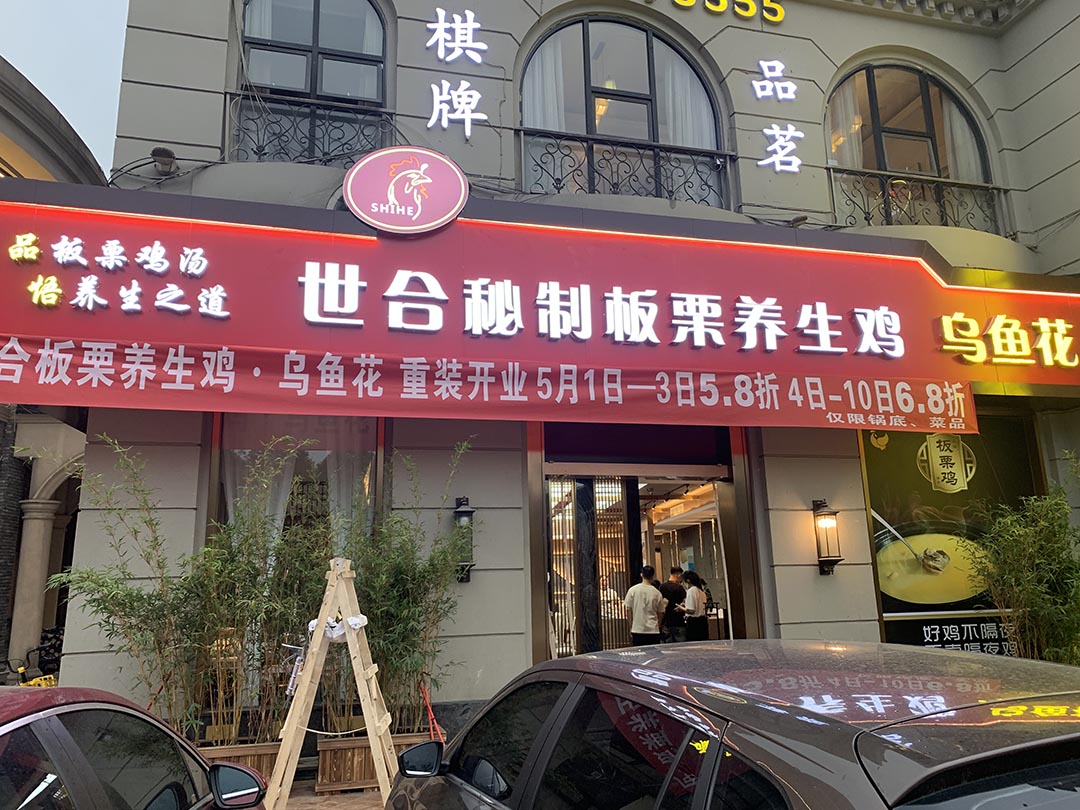 5555
棋牌
品茗
SHIHE
品板栗鸡汤
悟养生之道
世合秘制板栗养生鸡
乌鱼花
合板栗养生鸡·乌鱼花 重装开业 5月1日—3日5.8折 4日-10日6.8折
仅限锅底、菜品
板栗鸡
好鸡不隔夜